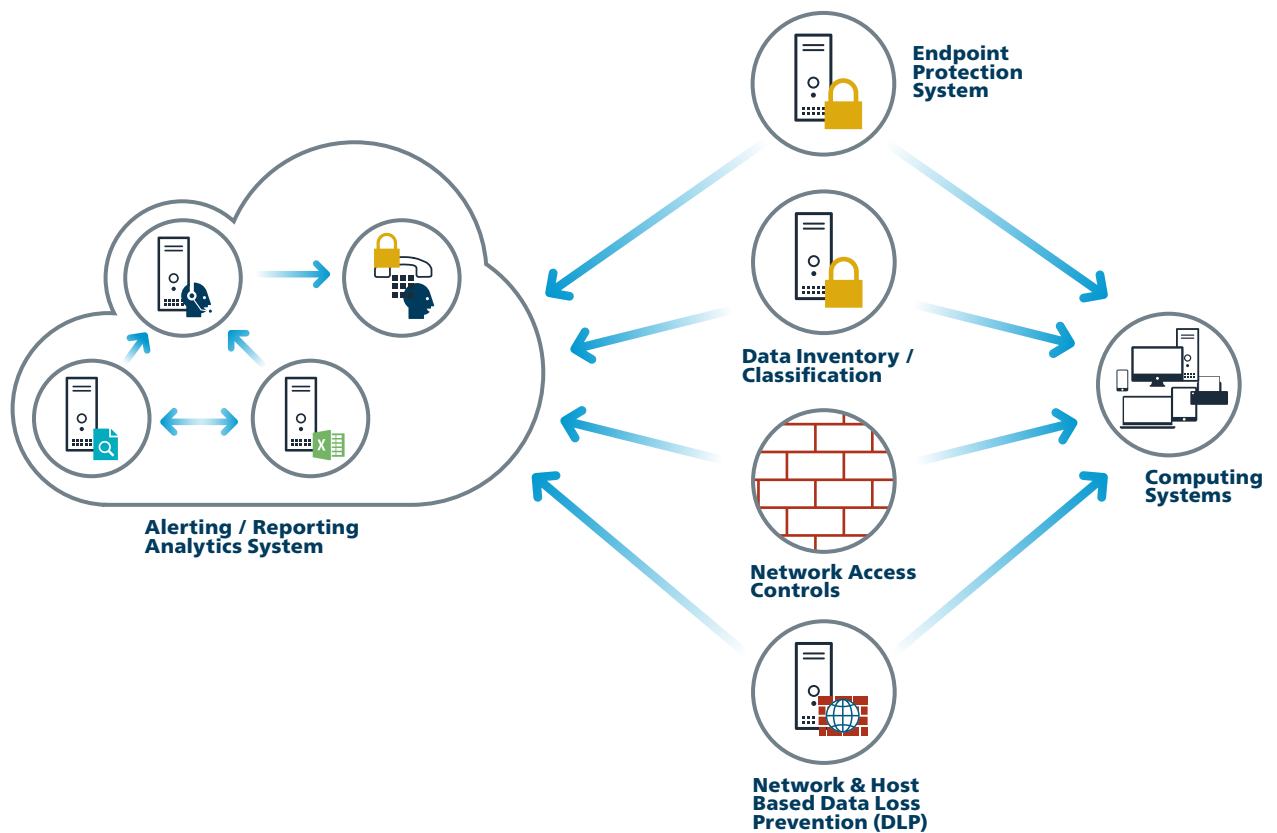 Endpoint
Protection
System
Data Inventory /
Classification
Computing
Systems
Alerting / Reporting
Analytics System
X
Network Access
Controls
Network & Host
Based Data Loss
Prevention (DLP)